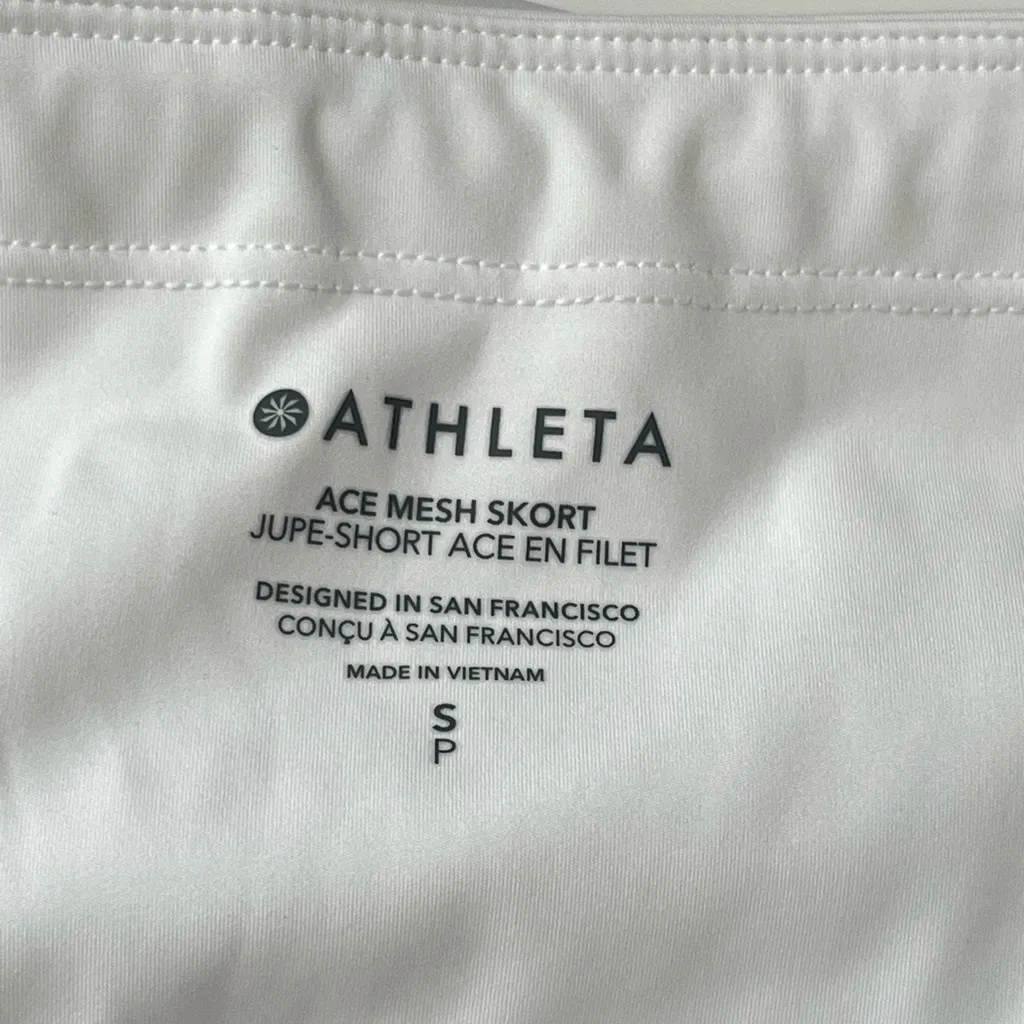 ATHLETA
ACE MESH SKORT
JUPE-SHORT ACE EN FILET
DESIGNED IN SAN FRANCISCO
CONÇU À SAN FRANCISCO
MADE IN VIETNAM
S
P